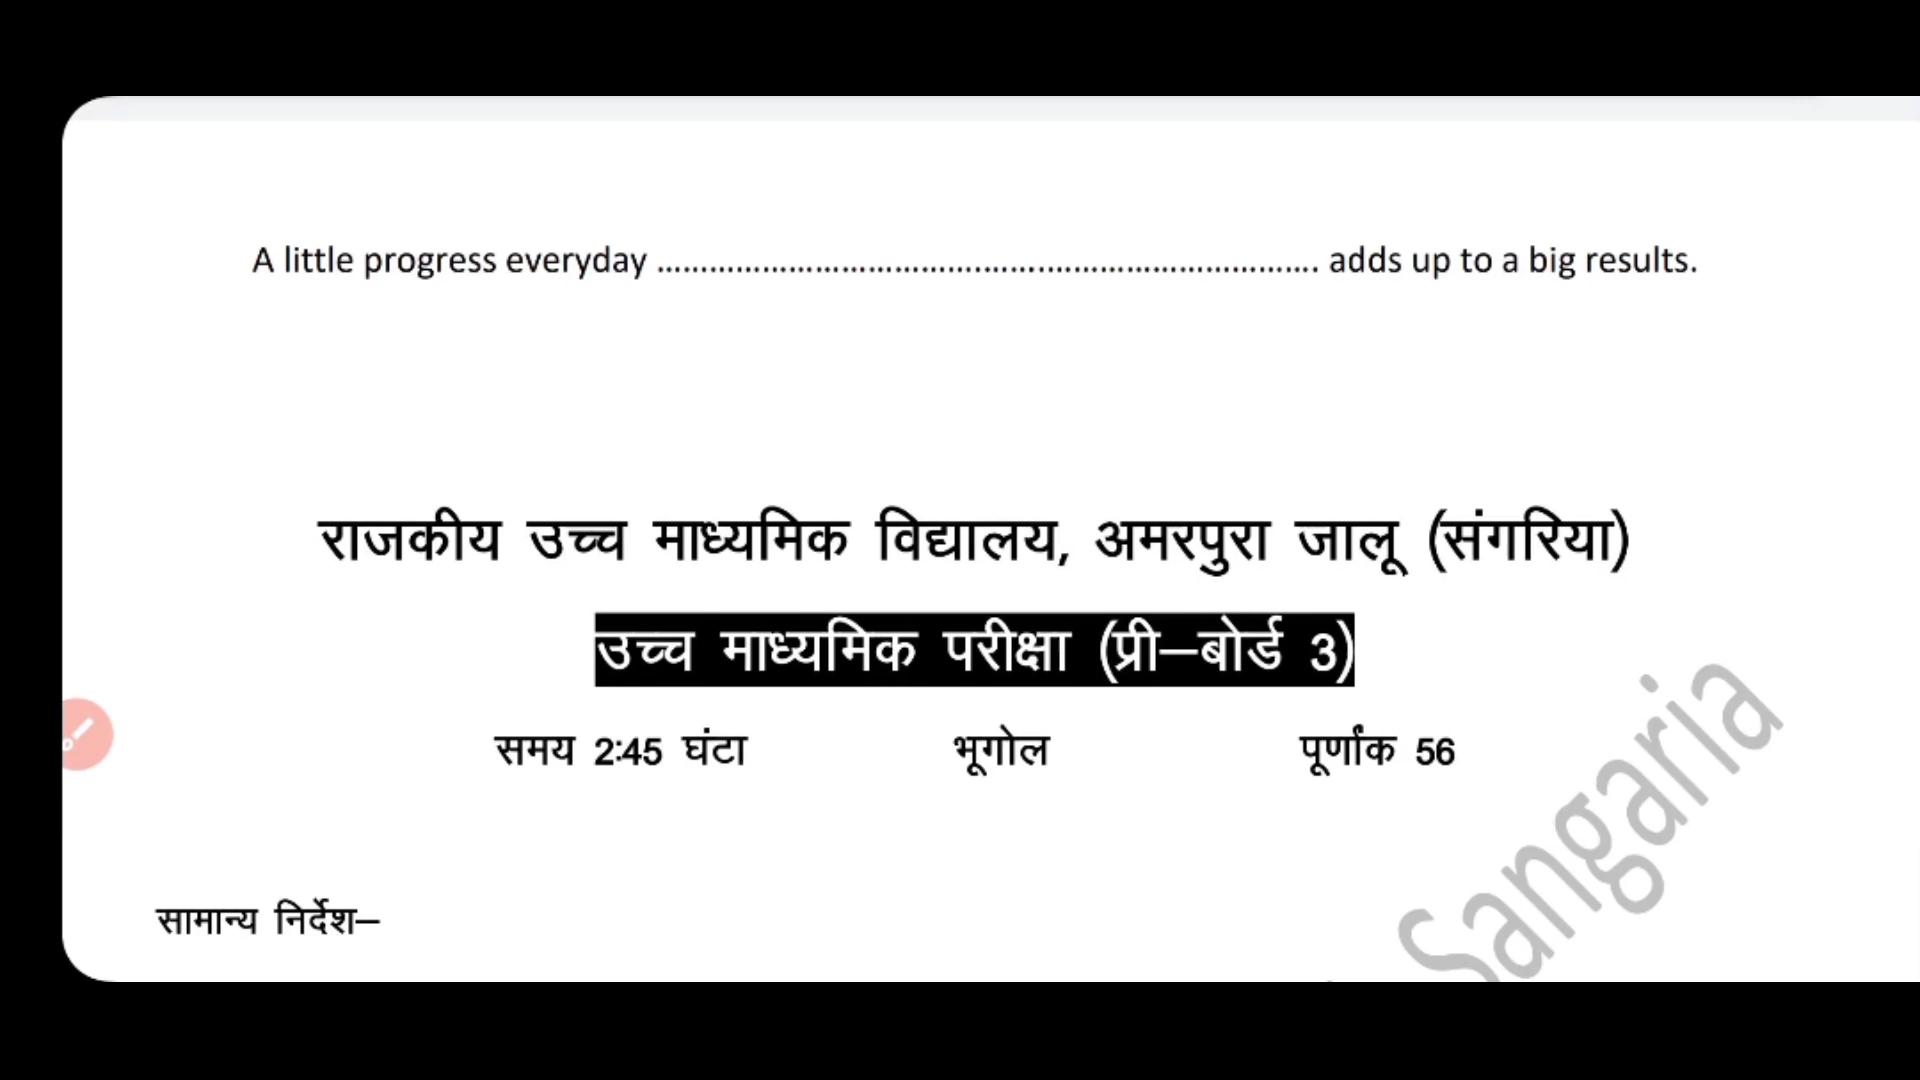 A little progress everyday ........................................................................... adds up to a big results.
राजकीय उच्च माध्यमिक विद्यालय, अमरपुरा जालू (संगरिया)
उच्च माध्यमिक परीक्षा (प्री–बोर्ड 3)
समय 2:45 घंटा भूगोल पूर्णांक 56
सामान्य निर्देश–
Sangaria